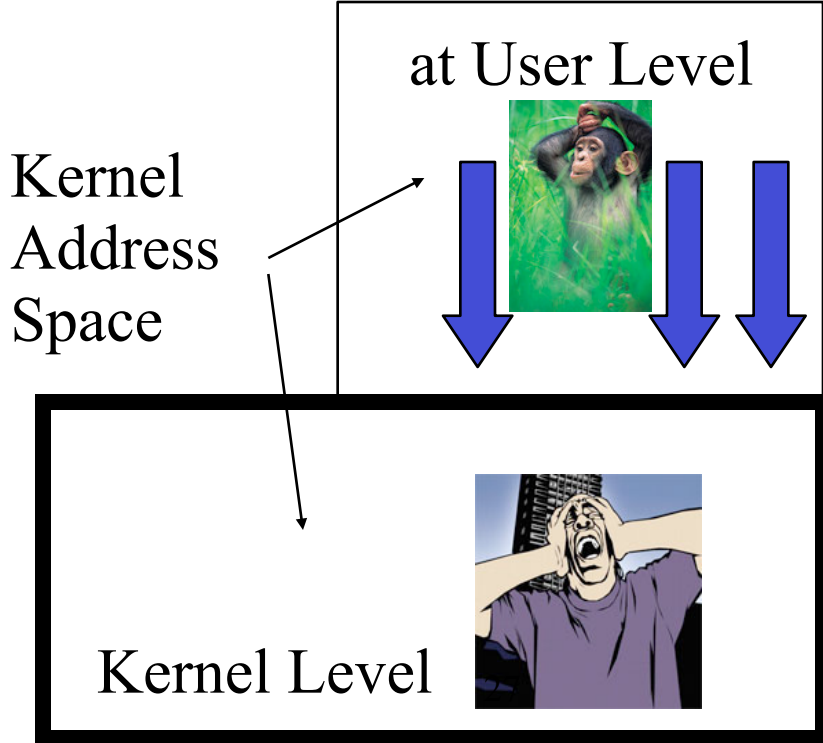 at User Level
Kernel
Address
Space
Kernel Level